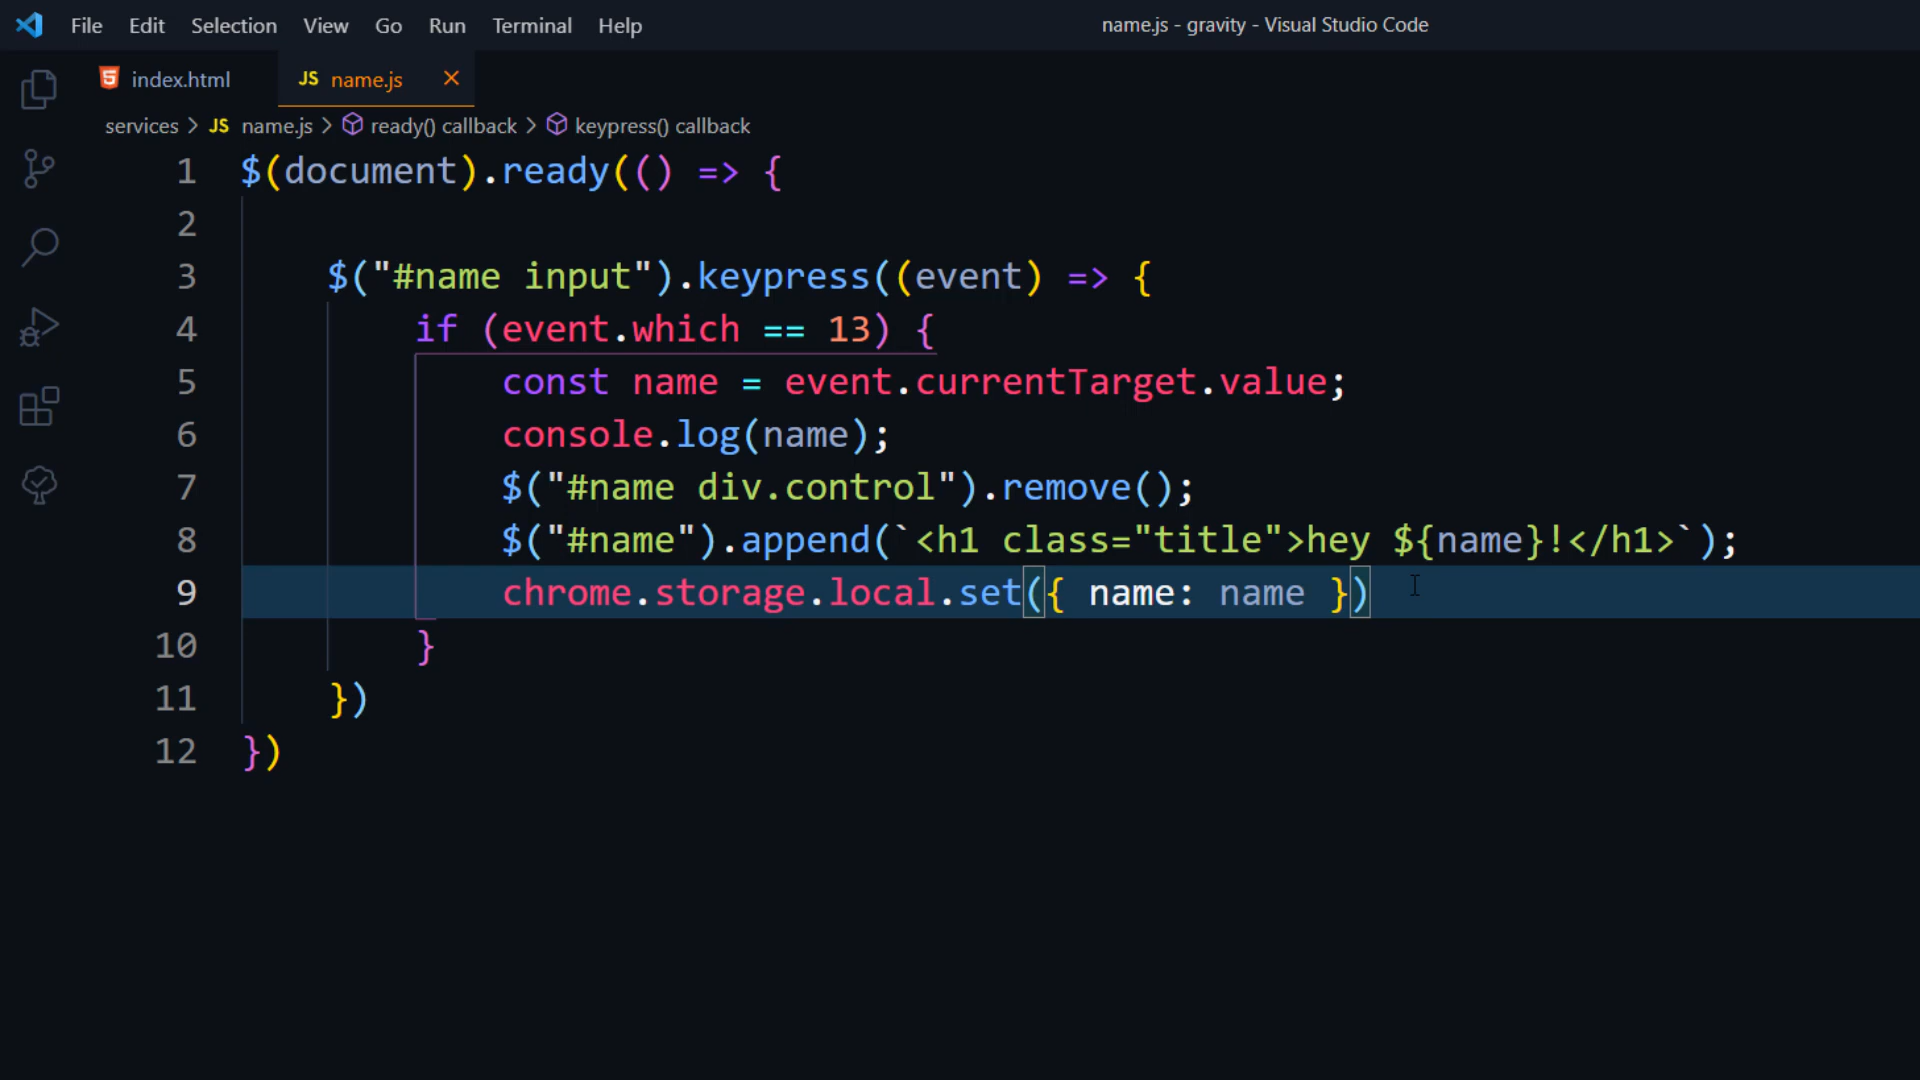 File Edit Selection View Go Run Terminal Help name.js - gravity - Visual Studio Code
index.html JS name.js ×
services > JS name.js > ready() callback > keypress() callback
1 $(document).ready(() => {
2
3     $("#name input").keypress((event) => {
4         if (event.which == 13) {
5             const name = event.currentTarget.value;
6             console.log(name);
7             $("#name div.control").remove();
8             $("#name").append(`<h1 class="title">hey ${name}!</h1>`);
9             chrome.storage.local.set({ name: name })
10         }
11     })
12 })